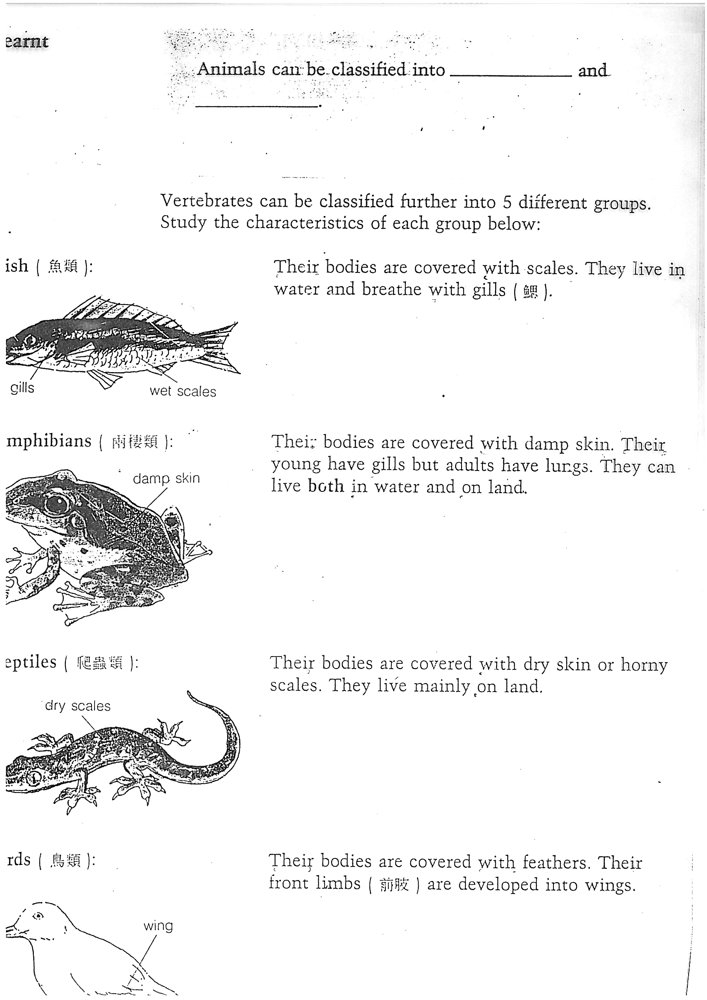 earnt
Animals can be classified into ____________ and
____________.
Vertebrates can be classified further into 5 different groups.
Study the characteristics of each group below:
ish ( 魚類 ):
Their bodies are covered with scales. They live in
water and breathe with gills ( 鰓 ).
gills
wet scales
mphibians ( 兩棲類 ):
Their bodies are covered with damp skin. Their
young have gills but adults have lungs. They can
live both in water and on land.
damp skin
eptiles ( 爬蟲類 ):
Their bodies are covered with dry skin or horny
scales. They live mainly on land.
dry scales
rds ( 鳥類 ):
Their bodies are covered with feathers. Their
front limbs ( 前肢 ) are developed into wings.
wing